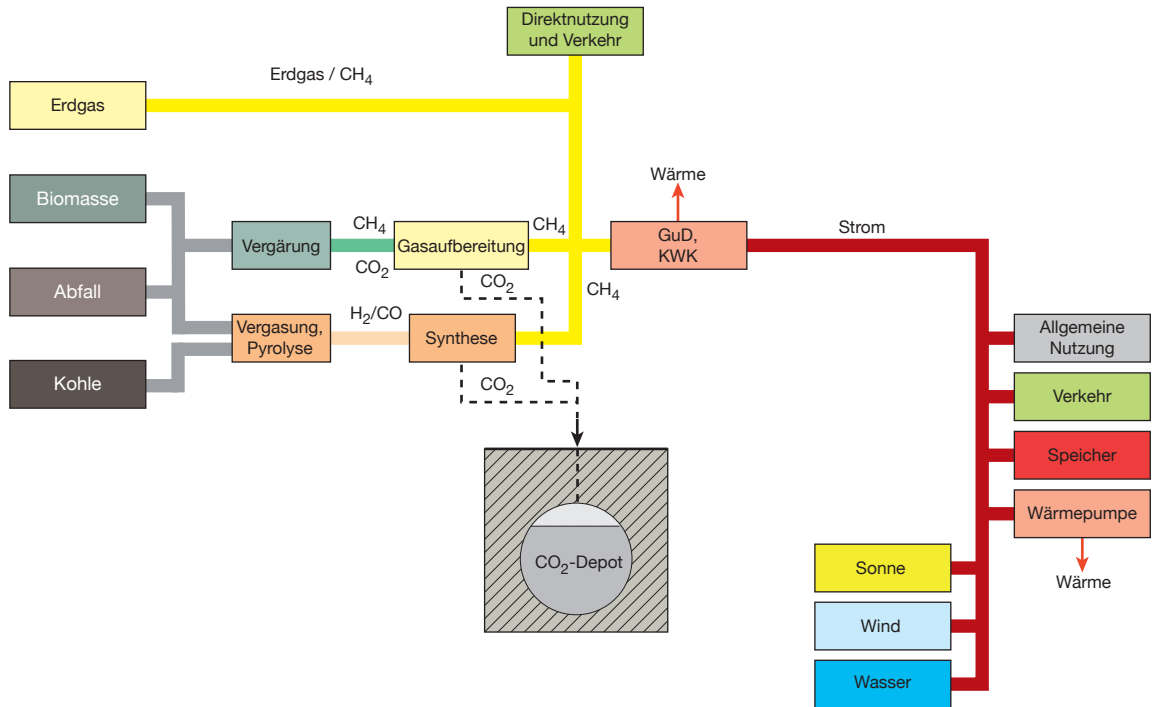 Direktnutzung
und Verkehr
Erdgas / CH₄
Erdgas
Biomasse
Wärme
CH₄
CH₄
GuD,
KWK
Strom
Vergärung
Gasaufbereitung
CO₂
CO₂
CH₄
Abfall
H₂/CO
Vergasung,
Pyrolyse
Synthese
Allgemeine
Nutzung
Kohle
CO₂
Verkehr
Speicher
Wärmepumpe
CO₂-Depot
Sonne
Wärme
Wind
Wasser